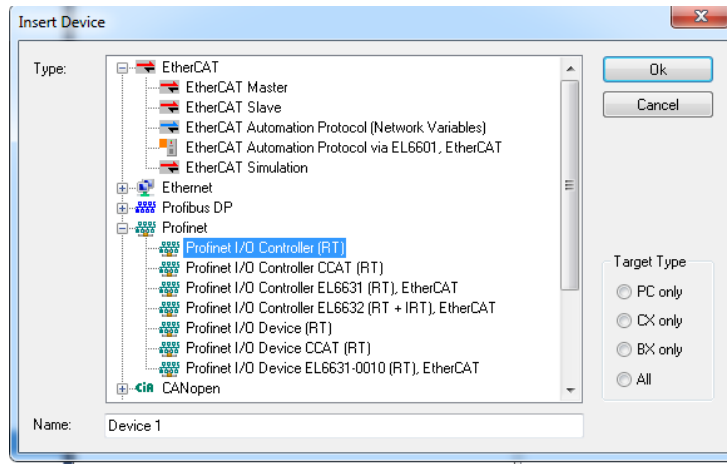 Insert Device
Type:
EtherCAT
EtherCAT Master
EtherCAT Slave
EtherCAT Automation Protocol (Network Variables)
EtherCAT Automation Protocol via EL6601, EtherCAT
EtherCAT Simulation
Ethernet
Profibus DP
Profinet
Profinet I/O Controller (RT)
Profinet I/O Controller CCAT (RT)
Profinet I/O Controller EL6631 (RT), EtherCAT
Profinet I/O Controller EL6632 (RT + IRT), EtherCAT
Profinet I/O Device (RT)
Profinet I/O Device CCAT (RT)
Profinet I/O Device EL6631-0010 (RT), EtherCAT
CiA CANopen
Ok
Cancel
Target Type
PC only
CX only
BX only
All
Name: Device 1